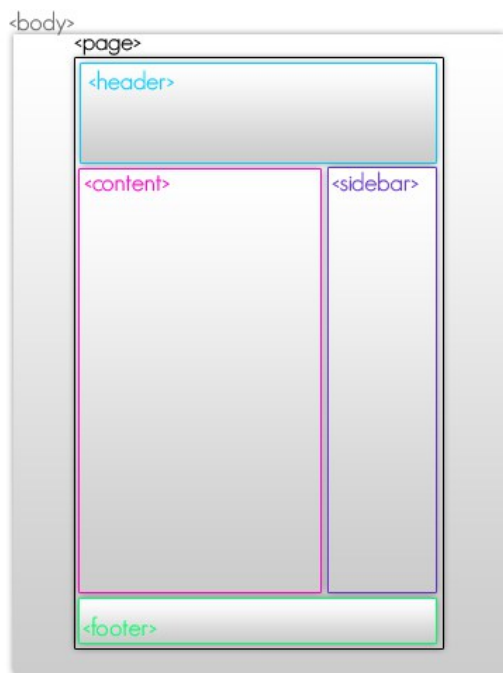 <body>
<page>
<header>
<content>
<sidebar>
<footer>